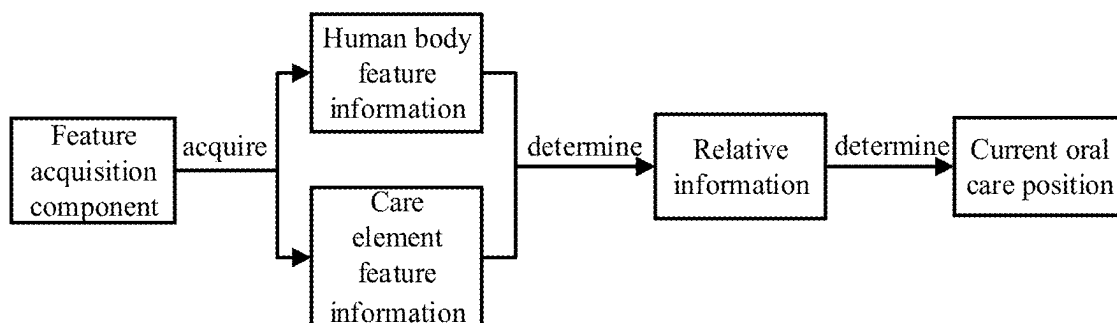 Feature
acquisition
component
acquire
Human body
feature
information
Care
element
feature
information
determine
Relative
information
determine
Current oral
care position